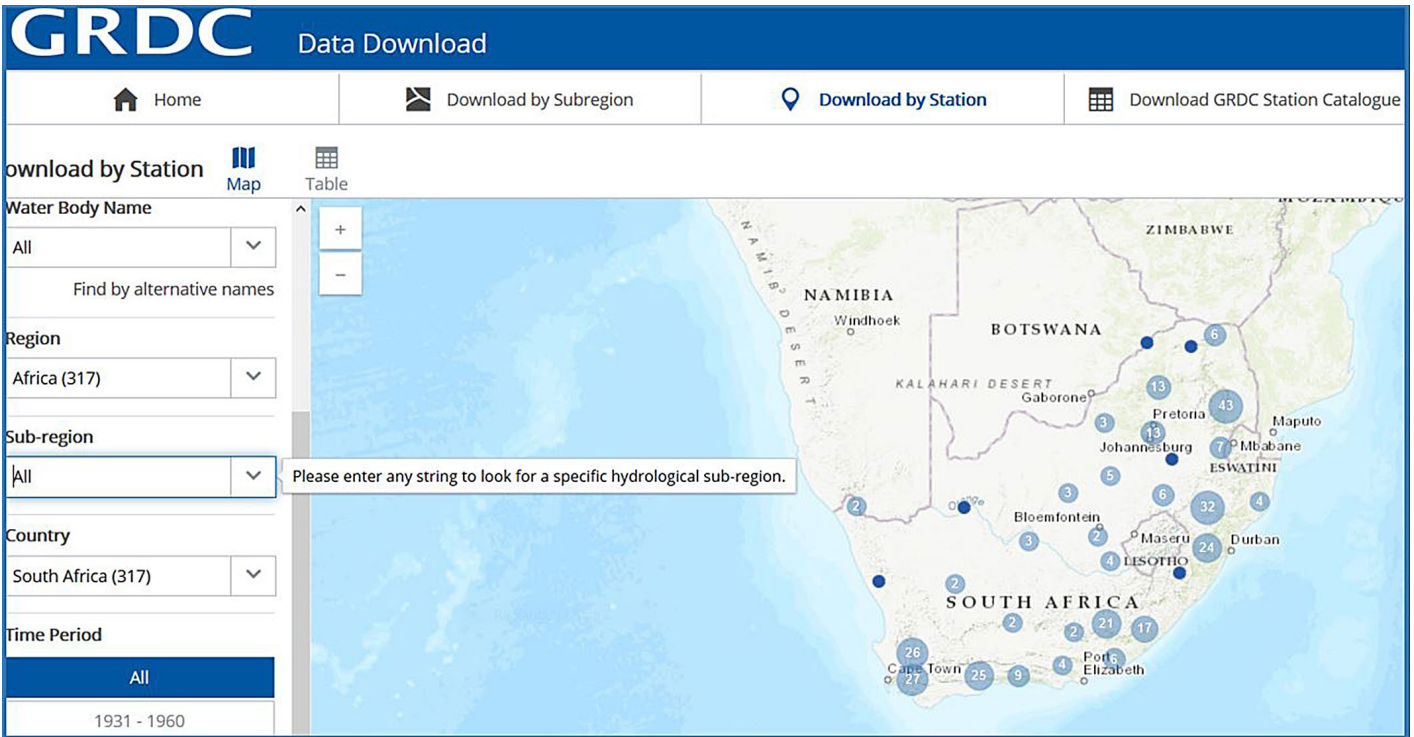 GRDC Data Download
Home
Download by Subregion
Download by Station
Download GRDC Station Catalogue
ownload by Station
Map
Table
Water Body Name
All
Find by alternative names
Region
Africa (317)
Sub-region
All
Please enter any string to look for a specific hydrological sub-region.
Country
South Africa (317)
Time Period
All
1931 - 1960
+
−
NAMIB DESERT
ZIMBABWE
NAMIBIA
Windhoek
BOTSWANA
6
KALAHARI DESERT
Gaborone
13
43
Pretoria
3
13
Maputo
Johannesburg
7
Mbabane
ESWATINI
5
3
6
32
4
2
Orange
Bloemfontein
3
2
Maseru
24
Durban
4
LESOTHO
2
SOUTH AFRICA
2
2
21
17
26
Cape Town
27
25
9
4
Port
6
Elizabeth